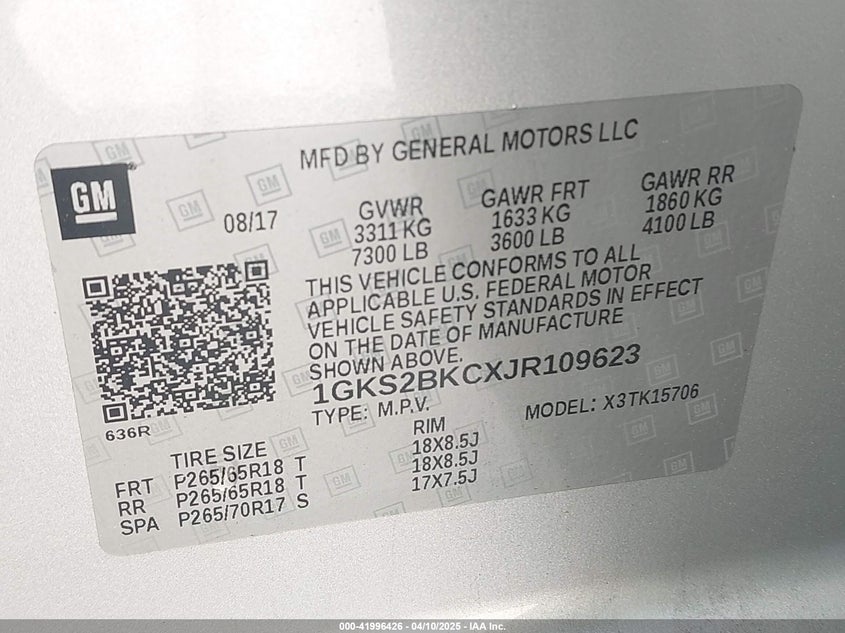 MFD BY GENERAL MOTORS LLC
GM
08/17
GVWR
3311 KG
7300 LB
GAWR FRT
1633 KG
3600 LB
GAWR RR
1860 KG
4100 LB
THIS VEHICLE CONFORMS TO ALL
APPLICABLE U.S. FEDERAL MOTOR
VEHICLE SAFETY STANDARDS IN EFFECT
ON THE DATE OF MANUFACTURE
SHOWN ABOVE.
1GKS2BKCXJR109623
TYPE: M.P.V.
MODEL: X3TK15706
636R
TIRE SIZE
RIM
FRT P265/65R18 T 18X8.5J
RR P265/65R18 T 18X8.5J
SPA P265/70R17 S 17X7.5J
000-41996426 - 04/10/2025 - IAA Inc.